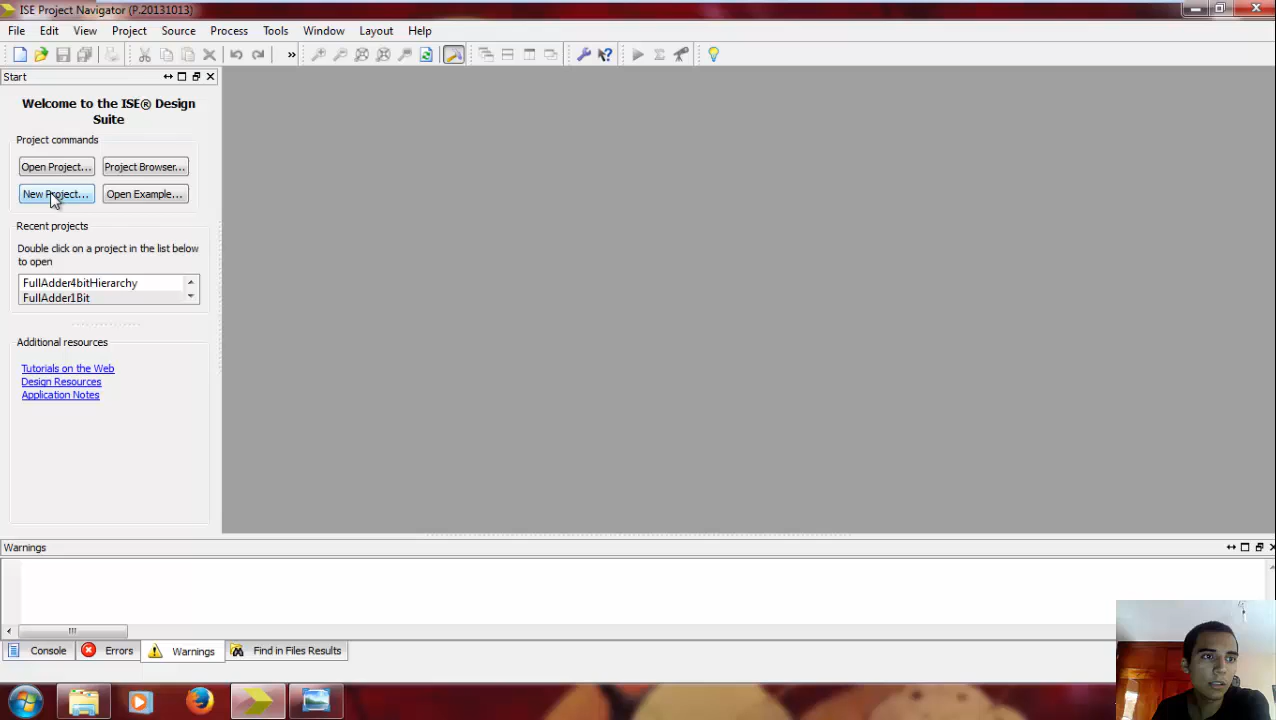 ISE Project Navigator (P.20131013)
File Edit View Project Source Process Tools Window Layout Help
Start
Welcome to the ISE® Design
Suite
Project commands
Open Project... Project Browser...
New Project... Open Example...
Recent projects
Double click on a project in the list below
to open
FullAdder4bitHierarchy
FullAdder1Bit
Additional resources
Tutorials on the Web
Design Resources
Application Notes
Warnings
Console Errors Warnings Find in Files Results